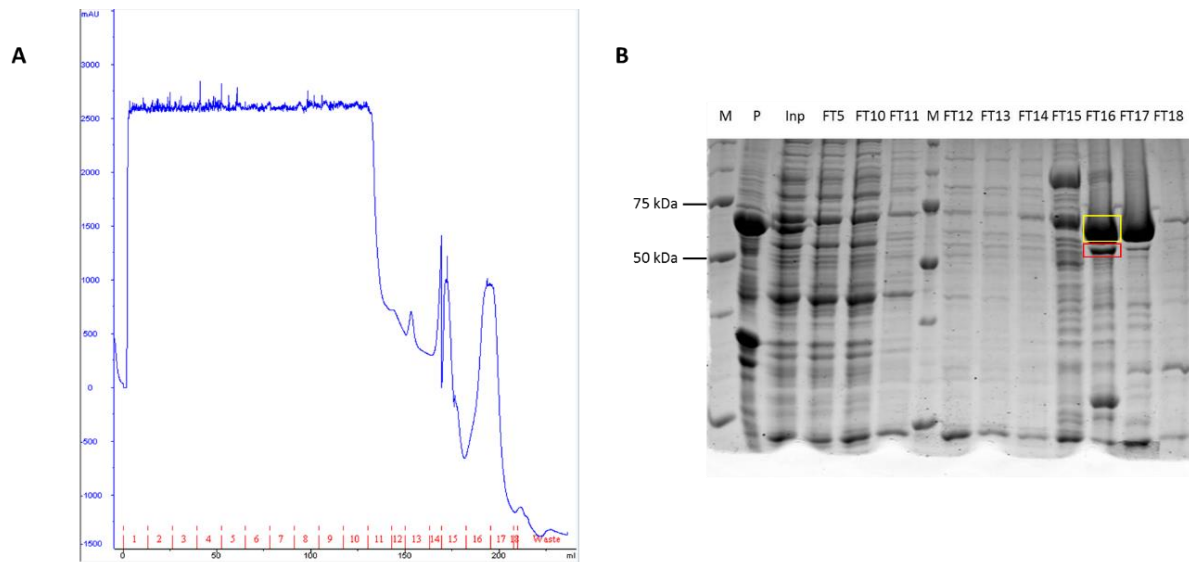 A
mAU
3000
2500
2000
1500
1000
500
0
-500
-1000
-1500
1 2 3 4 5 6 7 8 9 10 11 12 13 14 15 16 17 18 Waste
0 50 100 150 200 ml
B
M P Inp FT5 FT10 FT11 M FT12 FT13 FT14 FT15 FT16 FT17 FT18
75 kDa
50 kDa